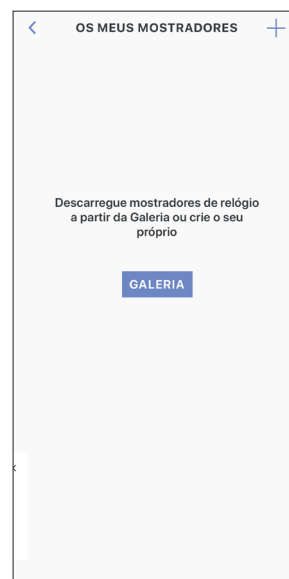 OS MEUS MOSTRADORES
Descarregue mostradores de relógio
a partir da Galeria ou crie o seu
próprio
GALERIA